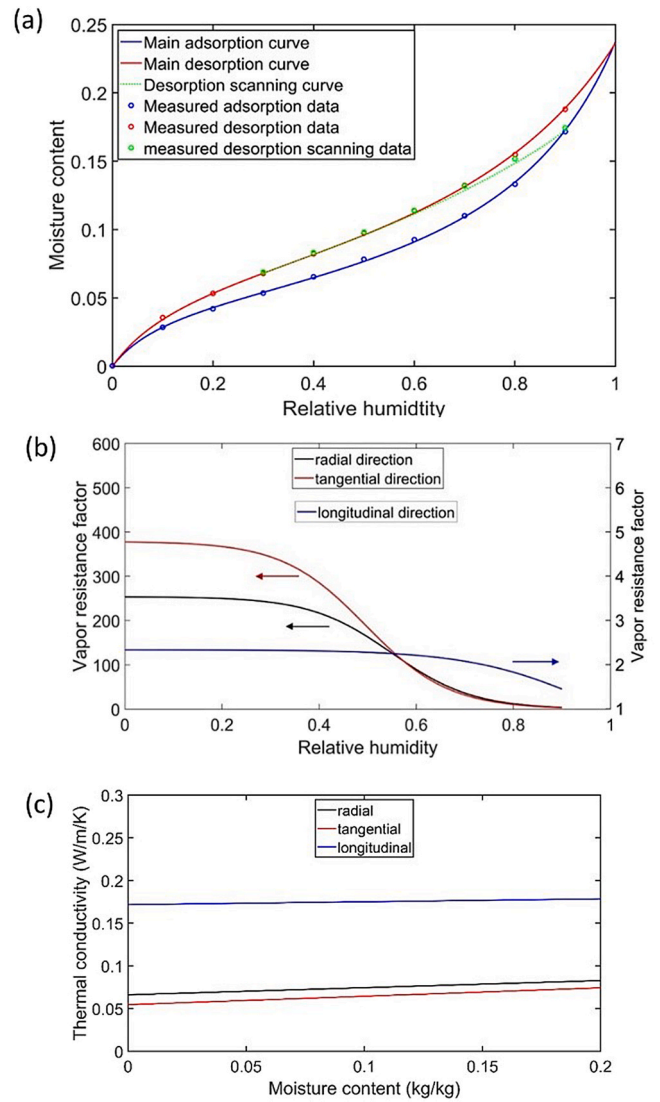 (a)
0.25
0.2
0.15
0.1
0.05
0
Moisture content
Main adsorption curve
Main desorption curve
Desorption scanning curve
Measured adsorption data
Measured desorption data
measured desorption scanning data
0 0.2 0.4 0.6 0.8 1
Relative humidtity
(b)
600
500
400
300
200
100
0
Vapor resistance factor
radial direction
tangential direction
longitudinal direction
7
6
5
4
3
2
1
Vapor resistance factor
0 0.2 0.4 0.6 0.8 1
Relative humidity
(c)
0.3
0.25
0.2
0.15
0.1
0.05
0
Thermal conductivity (W/m/K)
radial
tangential
longitudinal
0 0.05 0.1 0.15 0.2
Moisture content (kg/kg)